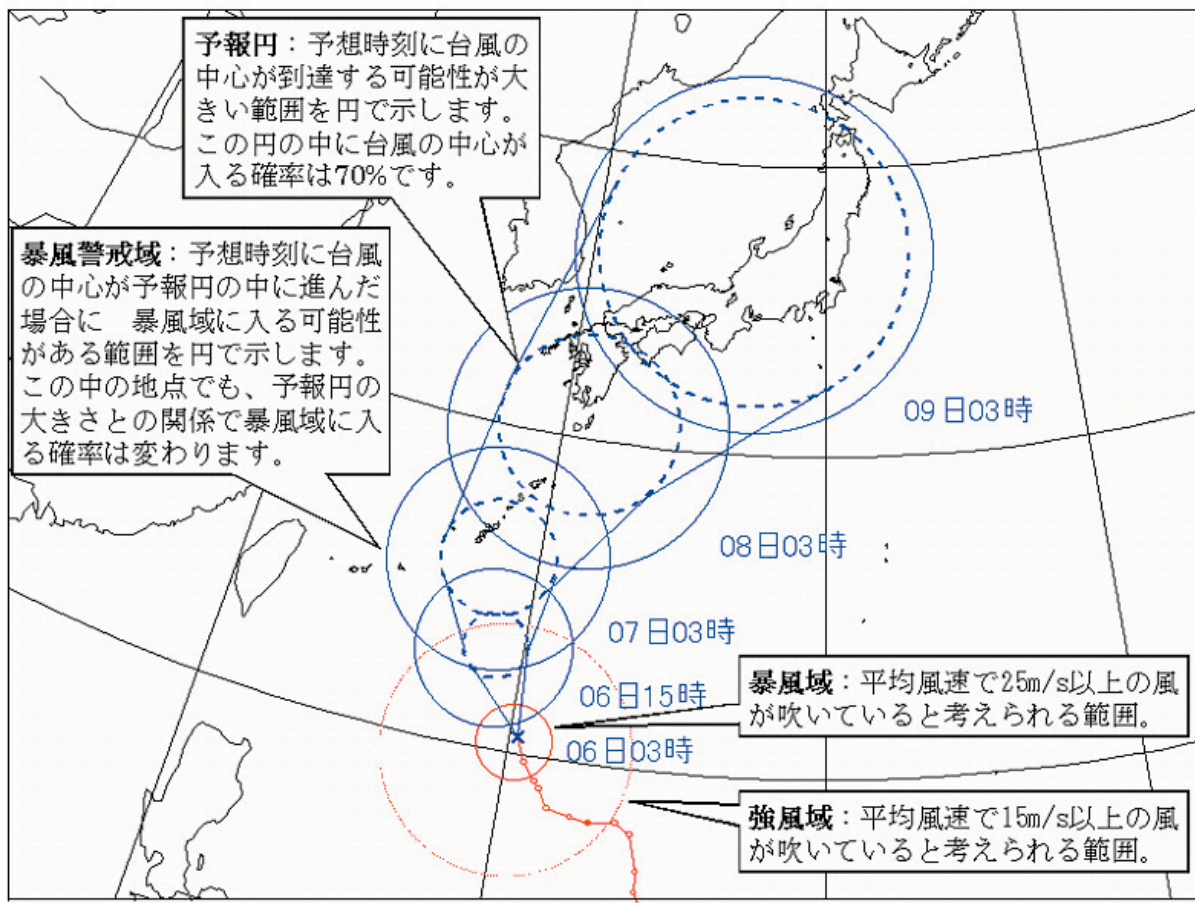 予報円：予想時刻に台風の
中心が到達する可能性が大
きい範囲を円で示します。
この円の中に台風の中心が
入る確率は70%です。
暴風警戒域：予想時刻に台風
の中心が予報円の中に進んだ
場合に　暴風域に入る可能性
がある範囲を円で示します。
この中の地点でも、予報円の
大きさとの関係で暴風域に入
る確率は変わります。
09日03時
08日03時
07日03時
06日15時
06日03時
暴風域：平均風速で25m/s以上の風
が吹いていると考えられる範囲。
強風域：平均風速で15m/s以上の風
が吹いていると考えられる範囲。